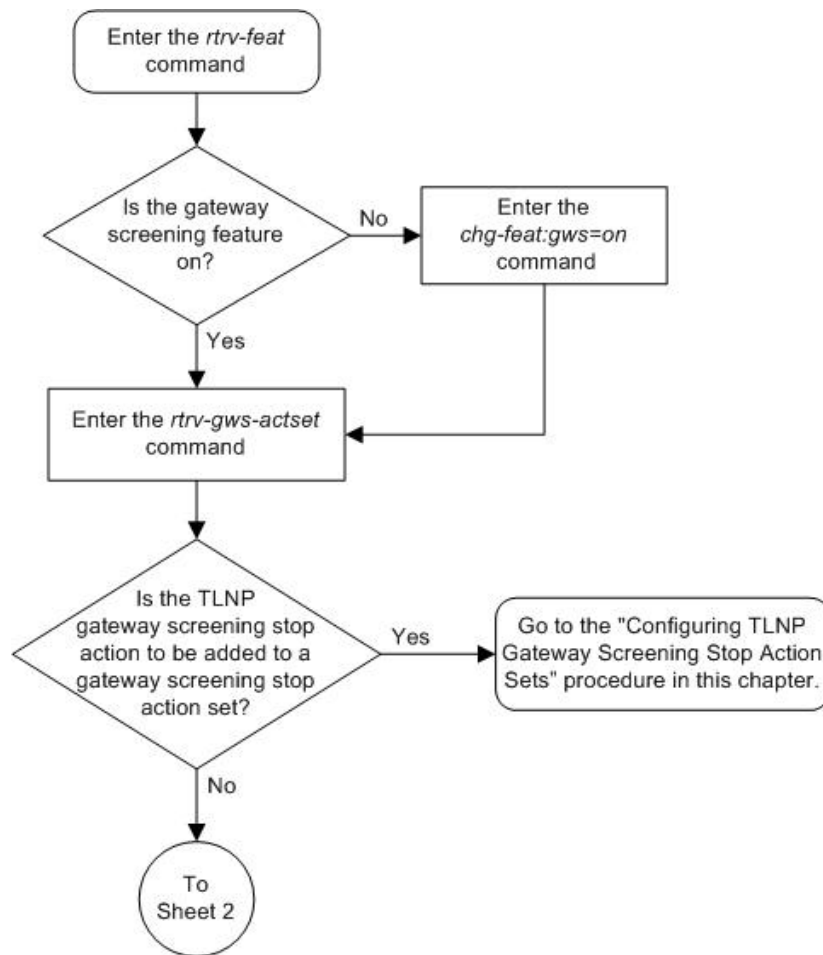 Enter the rtrv-feat
command
Is the gateway
screening feature
on?
No
Enter the
chg-feat:gws=on
command
Yes
Enter the rtrv-gws-actset
command
Is the TLNP
gateway screening stop
action to be added to a
gateway screening stop
action set?
Yes
Go to the "Configuring TLNP
Gateway Screening Stop Action
Sets" procedure in this chapter.
No
To
Sheet 2